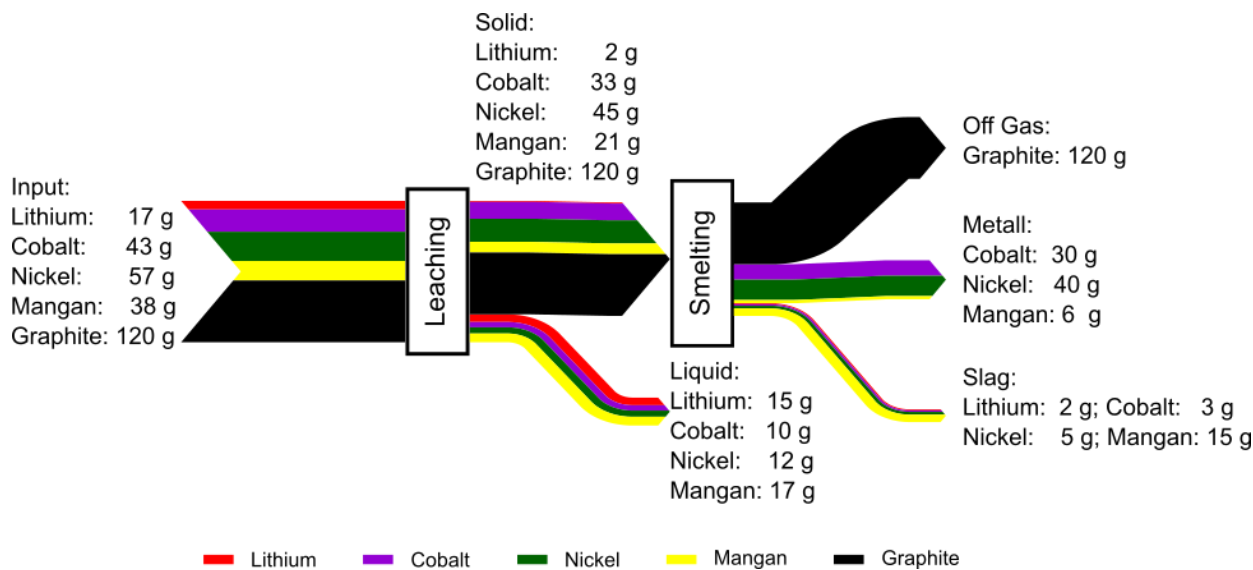 Input:
Lithium: 17 g
Cobalt: 43 g
Nickel: 57 g
Mangan: 38 g
Graphite: 120 g
Leaching
Solid:
Lithium: 2 g
Cobalt: 33 g
Nickel: 45 g
Mangan: 21 g
Graphite: 120 g
Smelting
Liquid:
Lithium: 15 g
Cobalt: 10 g
Nickel: 12 g
Mangan: 17 g
Off Gas:
Graphite: 120 g
Metall:
Cobalt: 30 g
Nickel: 40 g
Mangan: 6 g
Slag:
Lithium: 2 g; Cobalt: 3 g
Nickel: 5 g; Mangan: 15 g
Lithium Cobalt Nickel Mangan Graphite